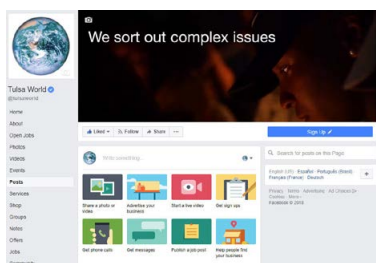 We sort out complex issues
Tulsa World
@tulsaworld
Home
About
Open Jobs
Photos
Videos
Events
Posts
Services
Shop
Groups
Notes
Offers
Jobs
Liked
Follow
Share
Sign Up
Write something...
Share a photo or video
Advertise your business
Start a live video
Get sign ups
Get phone calls
Get messages
Publish a job post
Help people find your business
Search for posts on this Page
English (US) · Español · Português (Brasil) ·
Français (France) · Deutsch
Privacy · Terms · Advertising · Ad Choices
Cookies · More
Facebook © 2018